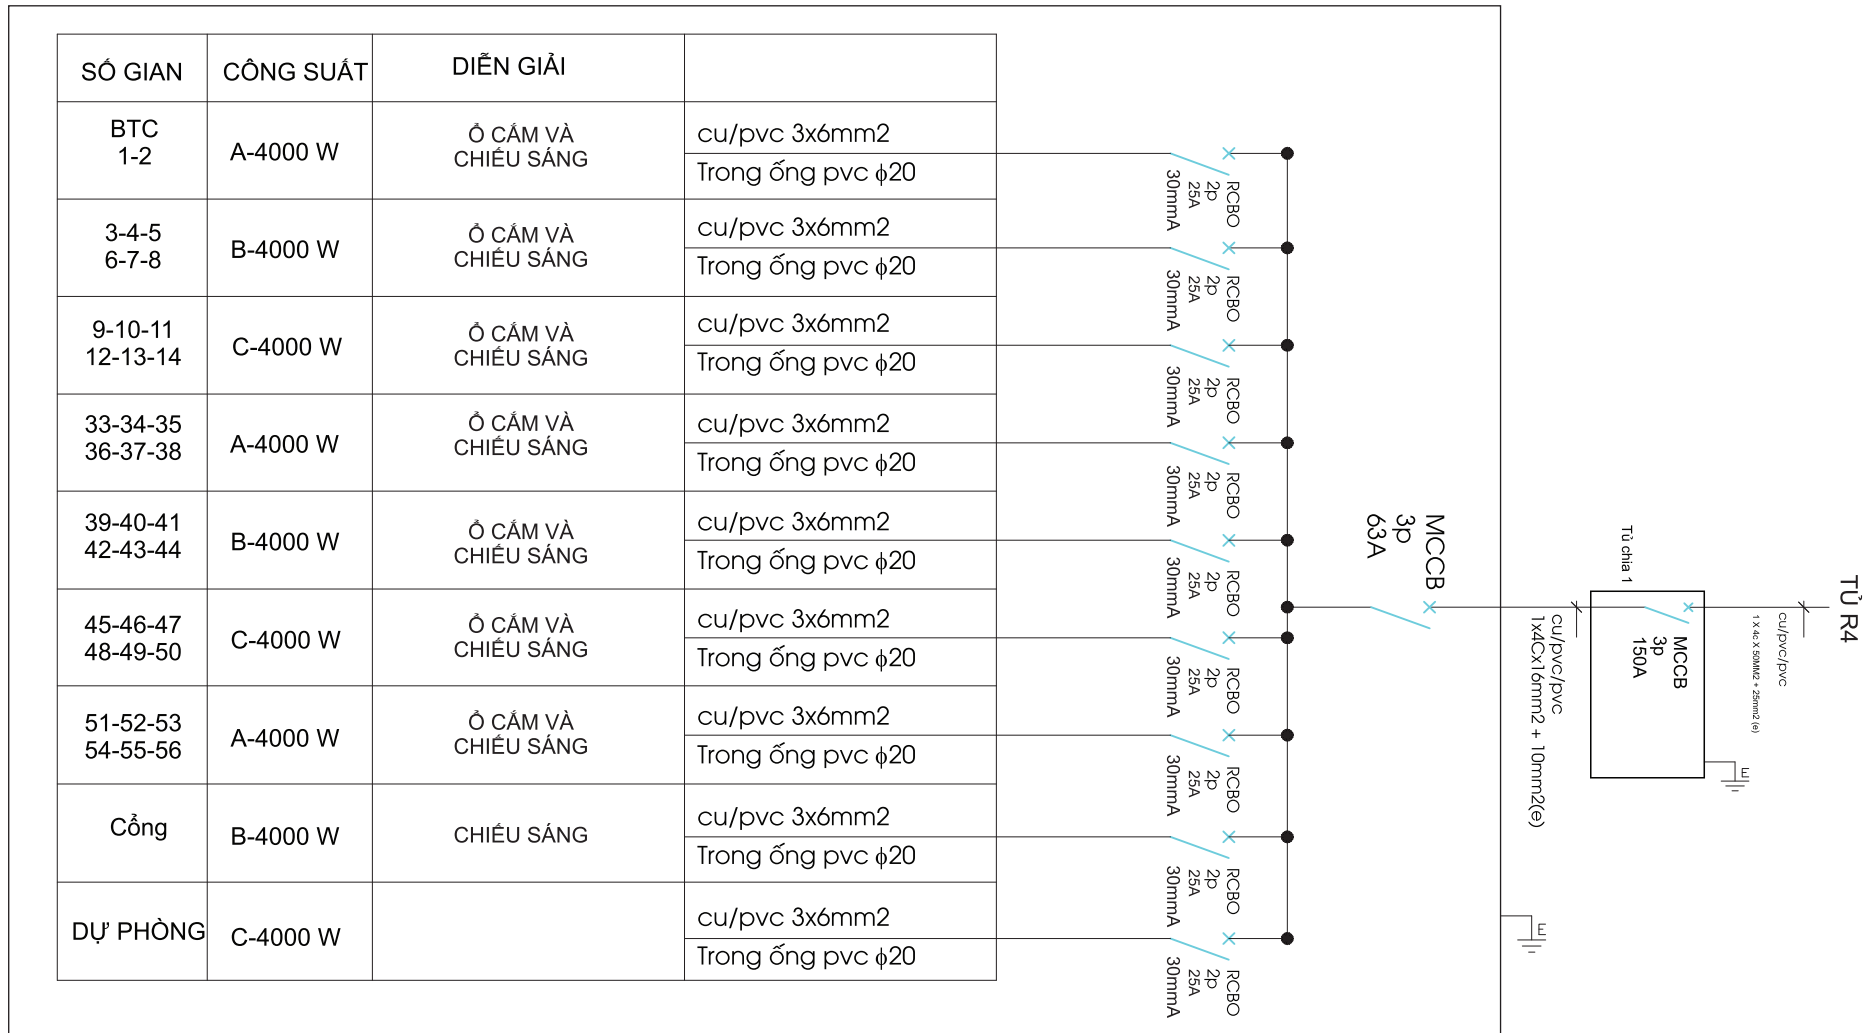 SỐ GIAN
CÔNG SUẤT
DIỄN GIẢI
BTC
1-2
A-4000 W
Ổ CẮM VÀ
CHIẾU SÁNG
cu/pvc 3x6mm2
Trong ống pvc ϕ20
RCBO
2p
25A
30mmA
3-4-5
6-7-8
B-4000 W
Ổ CẮM VÀ
CHIẾU SÁNG
cu/pvc 3x6mm2
Trong ống pvc ϕ20
RCBO
2p
25A
30mmA
9-10-11
12-13-14
C-4000 W
Ổ CẮM VÀ
CHIẾU SÁNG
cu/pvc 3x6mm2
Trong ống pvc ϕ20
RCBO
2p
25A
30mmA
33-34-35
36-37-38
A-4000 W
Ổ CẮM VÀ
CHIẾU SÁNG
cu/pvc 3x6mm2
Trong ống pvc ϕ20
RCBO
2p
25A
30mmA
39-40-41
42-43-44
B-4000 W
Ổ CẮM VÀ
CHIẾU SÁNG
cu/pvc 3x6mm2
Trong ống pvc ϕ20
RCBO
2p
25A
30mmA
45-46-47
48-49-50
C-4000 W
Ổ CẮM VÀ
CHIẾU SÁNG
cu/pvc 3x6mm2
Trong ống pvc ϕ20
RCBO
2p
25A
30mmA
51-52-53
54-55-56
A-4000 W
Ổ CẮM VÀ
CHIẾU SÁNG
cu/pvc 3x6mm2
Trong ống pvc ϕ20
RCBO
2p
25A
30mmA
Cổng
B-4000 W
CHIẾU SÁNG
cu/pvc 3x6mm2
Trong ống pvc ϕ20
RCBO
2p
25A
30mmA
DỰ PHÒNG
C-4000 W
cu/pvc 3x6mm2
Trong ống pvc ϕ20
RCBO
2p
25A
30mmA
MCCB
3p
63A
cu/pvc/pvc
1x4Cx16mm2 + 10mm2(e)
E
Tủ chia 1
MCCB
3p
150A
E
cu/pvc/pvc
1 X 4c X 50MM2 + 25mm2 (e)
TỦ R4